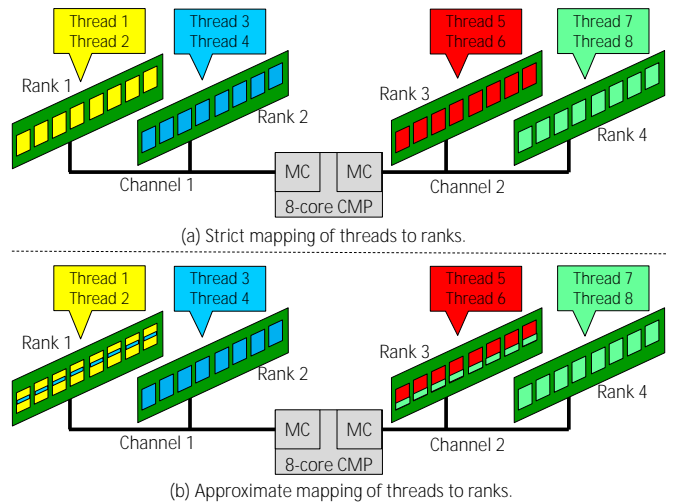 Thread 1
Thread 2
Thread 3
Thread 4
Thread 5
Thread 6
Thread 7
Thread 8
Rank 1
Rank 2
Rank 3
Rank 4
Channel 1
MC
MC
Channel 2
8-core CMP
(a) Strict mapping of threads to ranks.
Thread 1
Thread 2
Thread 3
Thread 4
Thread 5
Thread 6
Thread 7
Thread 8
Rank 1
Rank 2
Rank 3
Rank 4
Channel 1
MC
MC
Channel 2
8-core CMP
(b) Approximate mapping of threads to ranks.